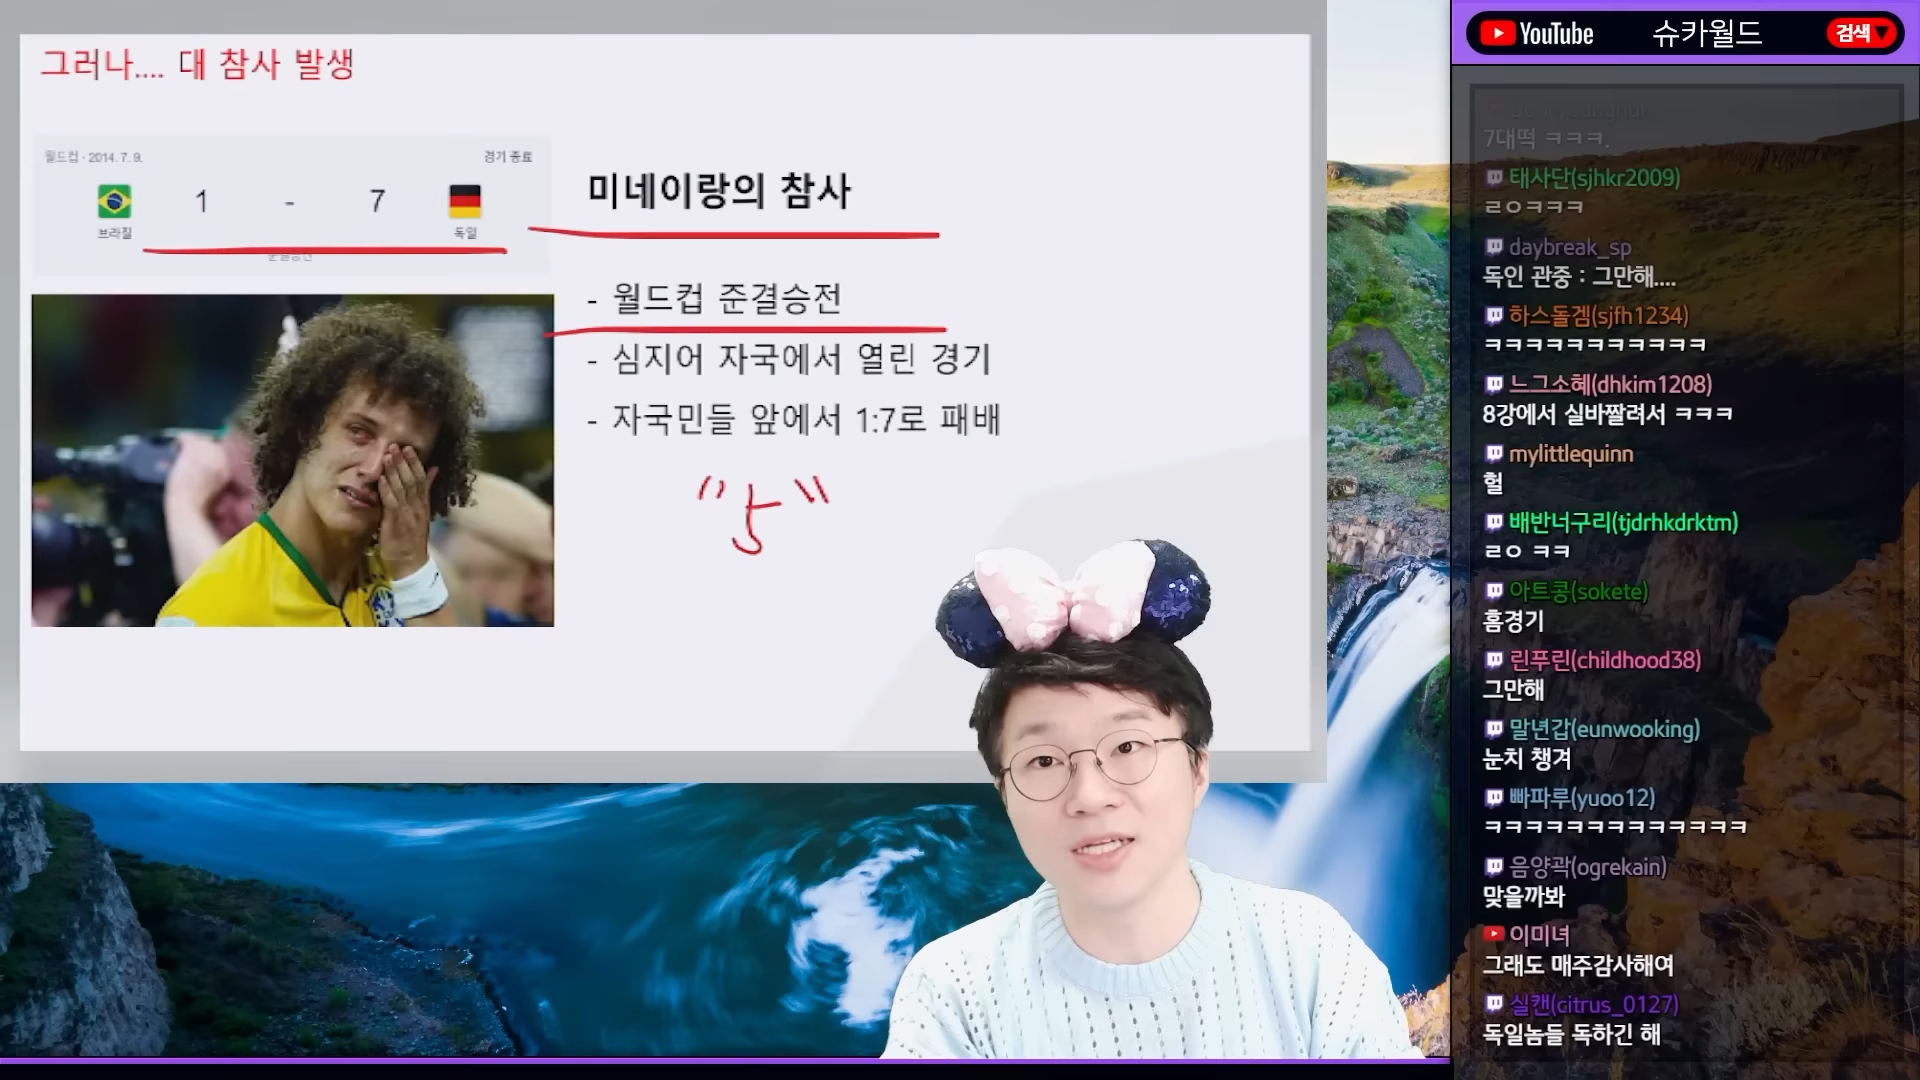 그러나.... 대 참사 발생
월드컵 · 2014. 7. 9.
경기 종료
1 - 7
브라질
독일
미네이랑의 참사
- 월드컵 준결승전
- 심지어 자국에서 열린 경기
- 자국민들 앞에서 1:7로 패배
"5"
YouTube 슈카월드 검색▼
7대떡 ㅋㅋㅋ.
태사단(sjhkr2009)
ㄹㅇㅋㅋㅋ
daybreak_sp
독인 관중 : 그만해....
하스돌겜(sjfh1234)
ㅋㅋㅋㅋㅋㅋㅋㅋㅋㅋㅋ
느그소혜(dhkim1208)
8강에서 실바짤려서 ㅋㅋㅋ
mylittlequinn
헐
배반너구리(tjdrhkdrktm)
ㄹㅇ ㅋㅋ
아트콩(sokete)
홈경기
린푸린(childhood38)
그만해
말년갑(eunwooking)
눈치 챙겨
빠파루(yuoo12)
ㅋㅋㅋㅋㅋㅋㅋㅋㅋㅋㅋㅋㅋ
음양곽(ogrekain)
맞을까봐
이미녀
그래도 매주감사해여
실캔(citrus_0127)
독일놈들 독하긴 해